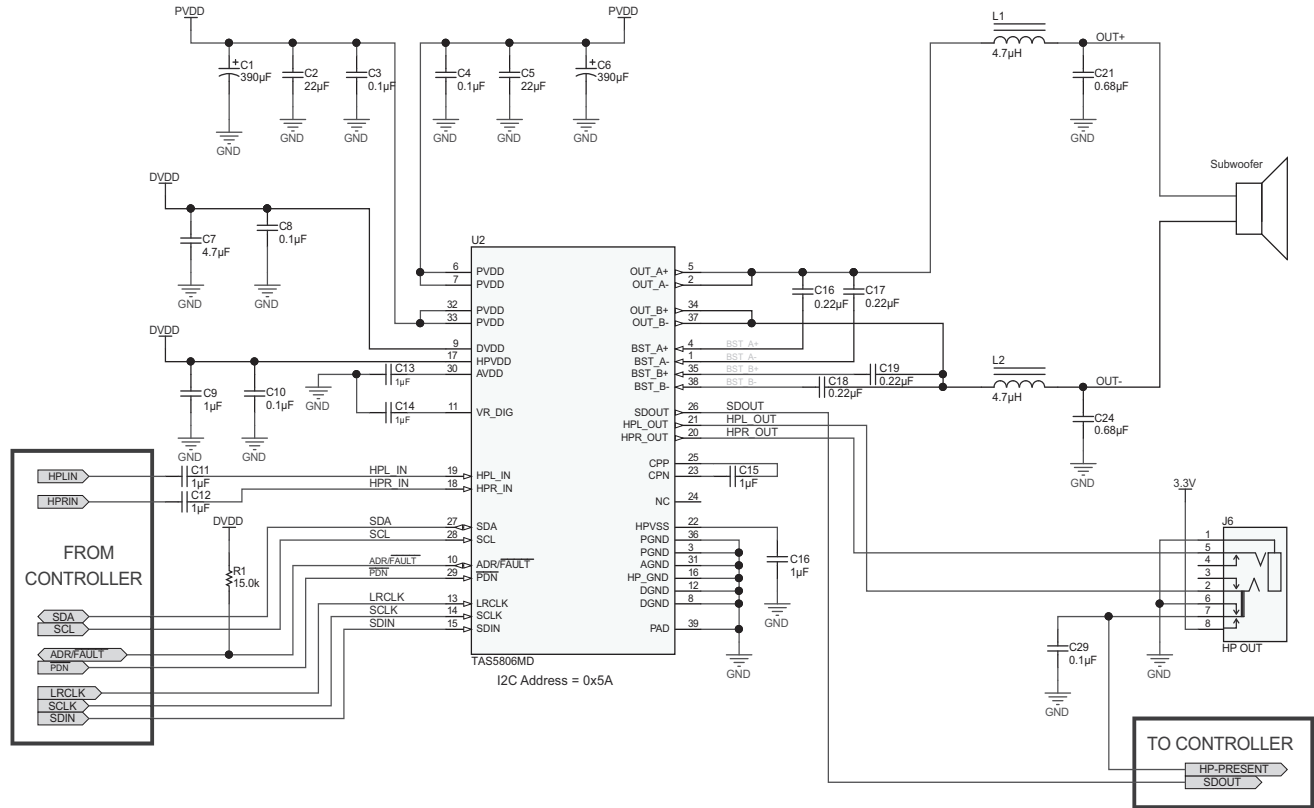 PVDD
PVDD
C1
390µF
C2
22µF
C3
0.1µF
C4
0.1µF
C5
22µF
C6
390µF
GND
GND
GND
GND
GND
GND
L1
4.7µH
OUT+
C21
0.68µF
GND
Subwoofer
DVDD
C7
4.7µF
C8
0.1µF
GND
GND
U2
6 PVDD
7 PVDD
32 PVDD
33 PVDD
9 DVDD
17 HPVDD
30 AVDD
11 VR_DIG
19 HPL_IN
18 HPR_IN
27 SDA
28 SCL
10 ADR/FAULT
29 PDN
13 LRCLK
14 SCLK
15 SDIN
OUT_A+ 5
OUT_A- 2
OUT_B+ 34
OUT_B- 37
BST_A+ 4
BST_A- 1
BST_B+ 35
BST_B- 38
SDOUT 26
HPL_OUT 21
HPR_OUT 20
CPP 25
CPN 23
NC 24
HPVSS 22
PGND 36
PGND 3
AGND 31
HP_GND 16
DGND 12
DGND 8
PAD 39
TAS5806MD
I2C Address = 0x5A
DVDD
C9
1µF
C10
0.1µF
GND
GND
GND
C13
1µF
C14
1µF
C16
0.22µF
C17
0.22µF
BST_A+
BST_A-
BST_B+
BST_B-
C19
0.22µF
C18
0.22µF
L2
4.7µH
OUT-
C24
0.68µF
GND
SDOUT
HPL_OUT
HPR_OUT
C15
1µF
C16
1µF
GND
GND
HPLIN
HPRIN
C11
1µF
C12
1µF
HPL_IN
HPR_IN
DVDD
R1
15.0k
SDA
SCL
ADR/FAULT
PDN
LRCLK
SCLK
SDIN
FROM
CONTROLLER
SDA
SCL
ADR/FAULT
PDN
LRCLK
SCLK
SDIN
3.3V
J6
1
5
4
3
2
6
7
8
HP OUT
C29
0.1µF
GND
GND
TO CONTROLLER
HP-PRESENT
SDOUT